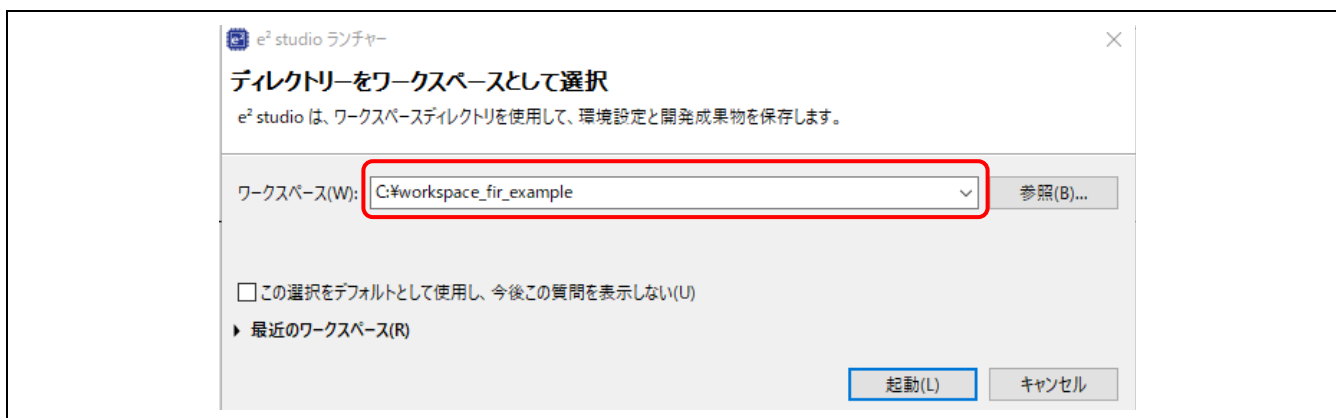 e² studio ランチャー
ディレクトリーをワークスペースとして選択
e² studio は、ワークスペースディレクトリを使用して、環境設定と開発成果物を保存します。
ワークスペース(W): C:¥workspace_fir_example 参照(B)...
この選択をデフォルトとして使用し、今後この質問を表示しない(U)
最近のワークスペース(R)
起動(L) キャンセル